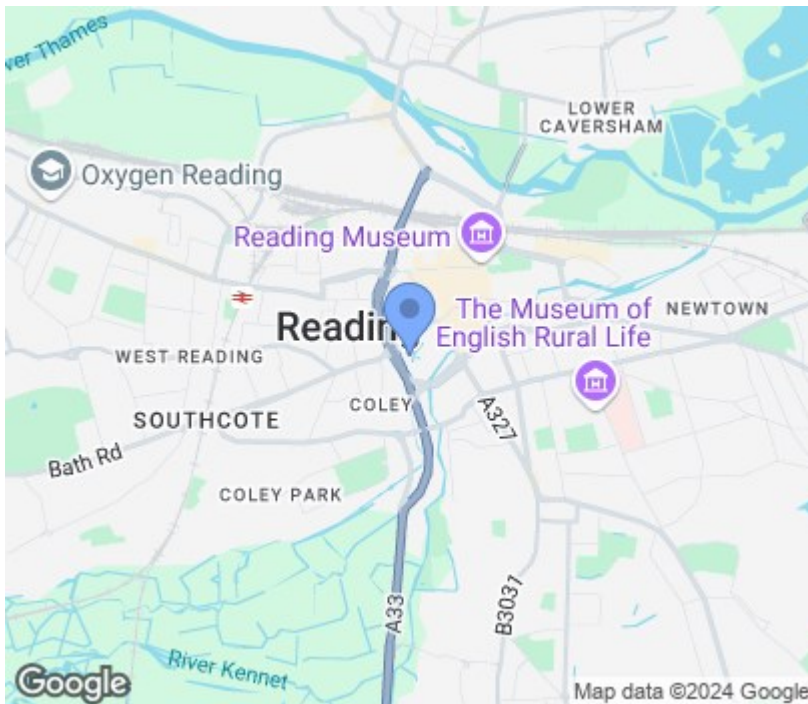 ver Thames
LOWER
CAVERSHAM
Oxygen Reading
Reading Museum
The Museum of
English Rural Life
NEWTOWN
Readin
WEST READING
COLEY
SOUTHCOTE
A327
Bath Rd
COLEY PARK
A33
B3031
River Kennet
Google
Map data ©2024 Google